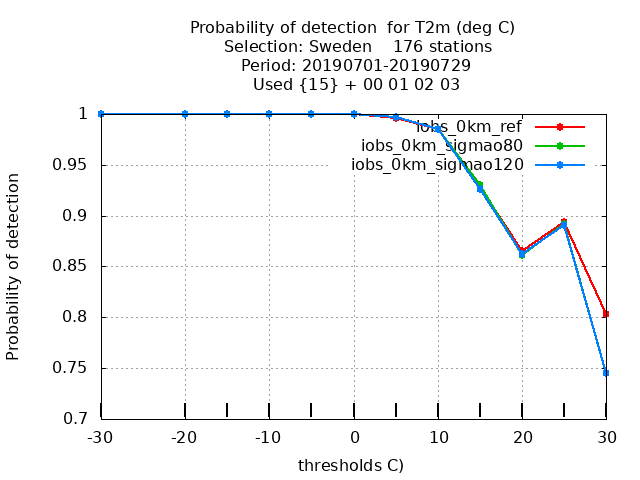 Probability of detection  for T2m (deg C)
Selection: Sweden    176 stations
Period: 20190701-20190729
Used {15} + 00 01 02 03
iobs_0km_ref
iobs_0km_sigmao80
iobs_0km_sigmao120
Probability of detection
1
0.95
0.9
0.85
0.8
0.75
0.7
-30
-20
-10
0
10
20
30
thresholds C)